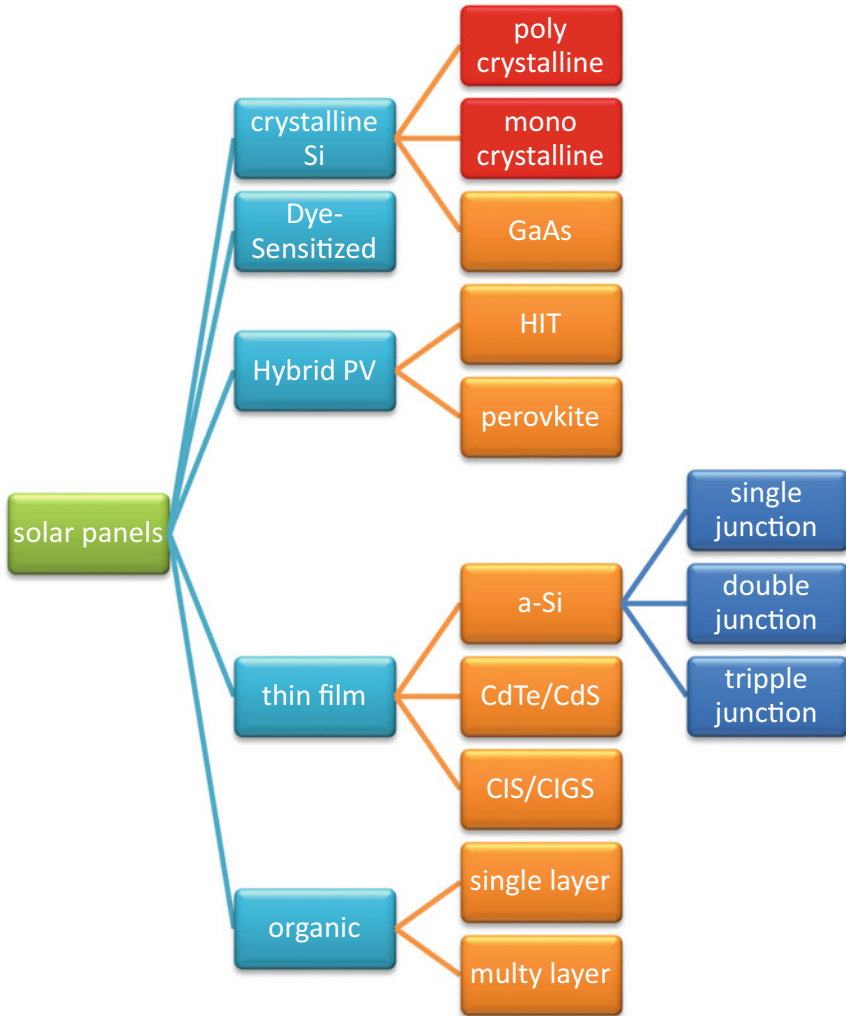 poly
crystalline
crystalline
Si
mono
crystalline
Dye-
Sensitized
GaAs
HIT
Hybrid PV
perovkite
solar panels
single
junction
a-Si
double
junction
thin film
CdTe/CdS
tripple
junction
CIS/CIGS
single layer
organic
multy layer